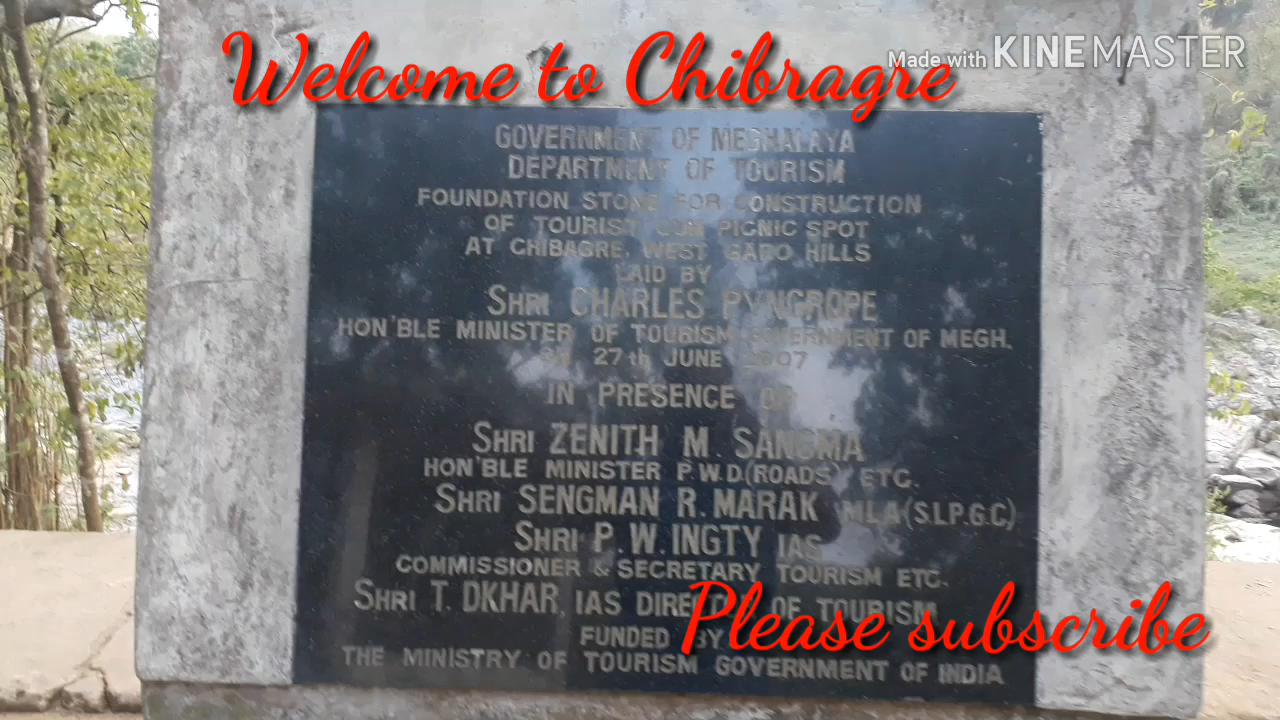 Welcome to Chibragre
Made with KINEMASTER
GOVERNMENT OF MEGHALAYA
DEPARTMENT OF TOURISM
FOUNDATION STONE FOR CONSTRUCTION
OF TOURIST CUM PICNIC SPOT
AT CHIBAGRE, WEST GARO HILLS
LAID BY
SHRI CHARLES PYNGROPE
HON'BLE MINISTER OF TOURISM GOVERNMENT OF MEGH.
27th JUNE 2007
IN PRESENCE OF
SHRI ZENITH M. SANGMA
HON'BLE MINISTER P.W.D.(ROADS) ETC.
SHRI SENGMAN R. MARAK MLA (S.L.P.G.C)
SHRI P.W. INGTY IAS
COMMISSIONER & SECRETARY TOURISM ETC.
SHRI T. DKHAR, IAS DIRECTOR OF TOURISM
FUNDED BY
THE MINISTRY OF TOURISM GOVERNMENT OF INDIA
Please subscribe